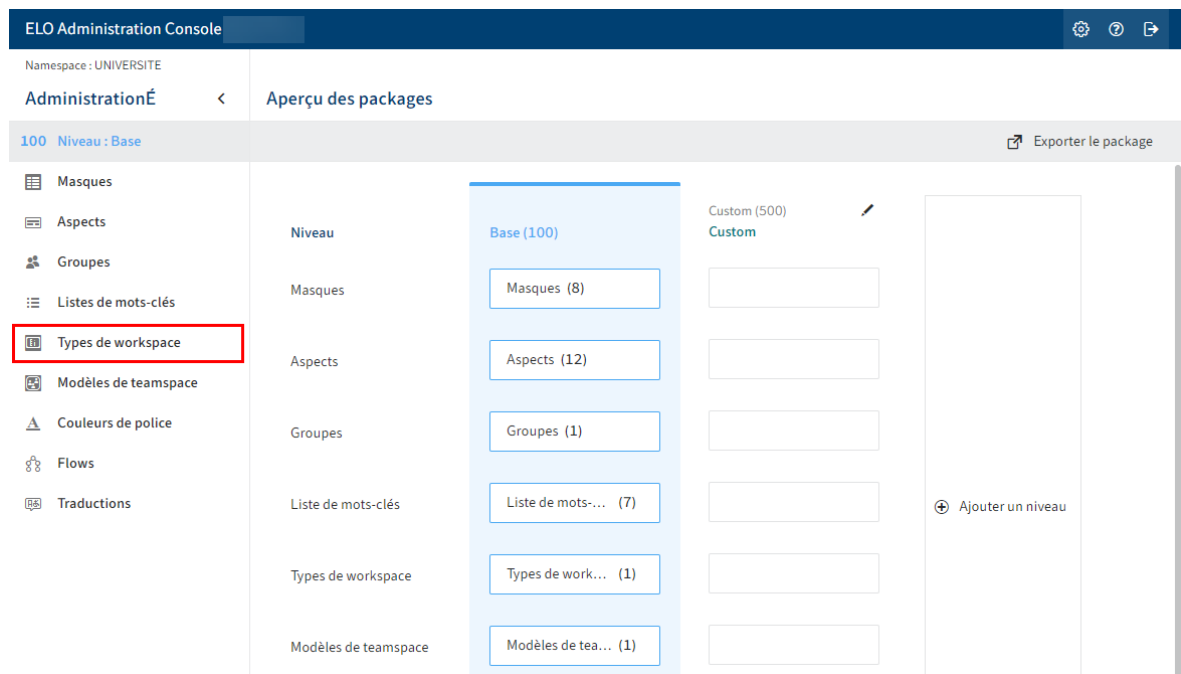 ELO Administration Console
Namespace : UNIVERSITE
AdministrationÉ
Aperçu des packages
100 Niveau : Base
Exporter le package
Masques
Aspects
Groupes
Listes de mots-clés
Types de workspace
Modèles de teamspace
Couleurs de police
Flows
Traductions
Niveau
Base (100)
Custom (500)
Custom
Masques
Masques (8)
Aspects
Aspects (12)
Groupes
Groupes (1)
Liste de mots-clés
Liste de mots-... (7)
Types de workspace
Types de work... (1)
Modèles de teamspace
Modèles de tea... (1)
Ajouter un niveau